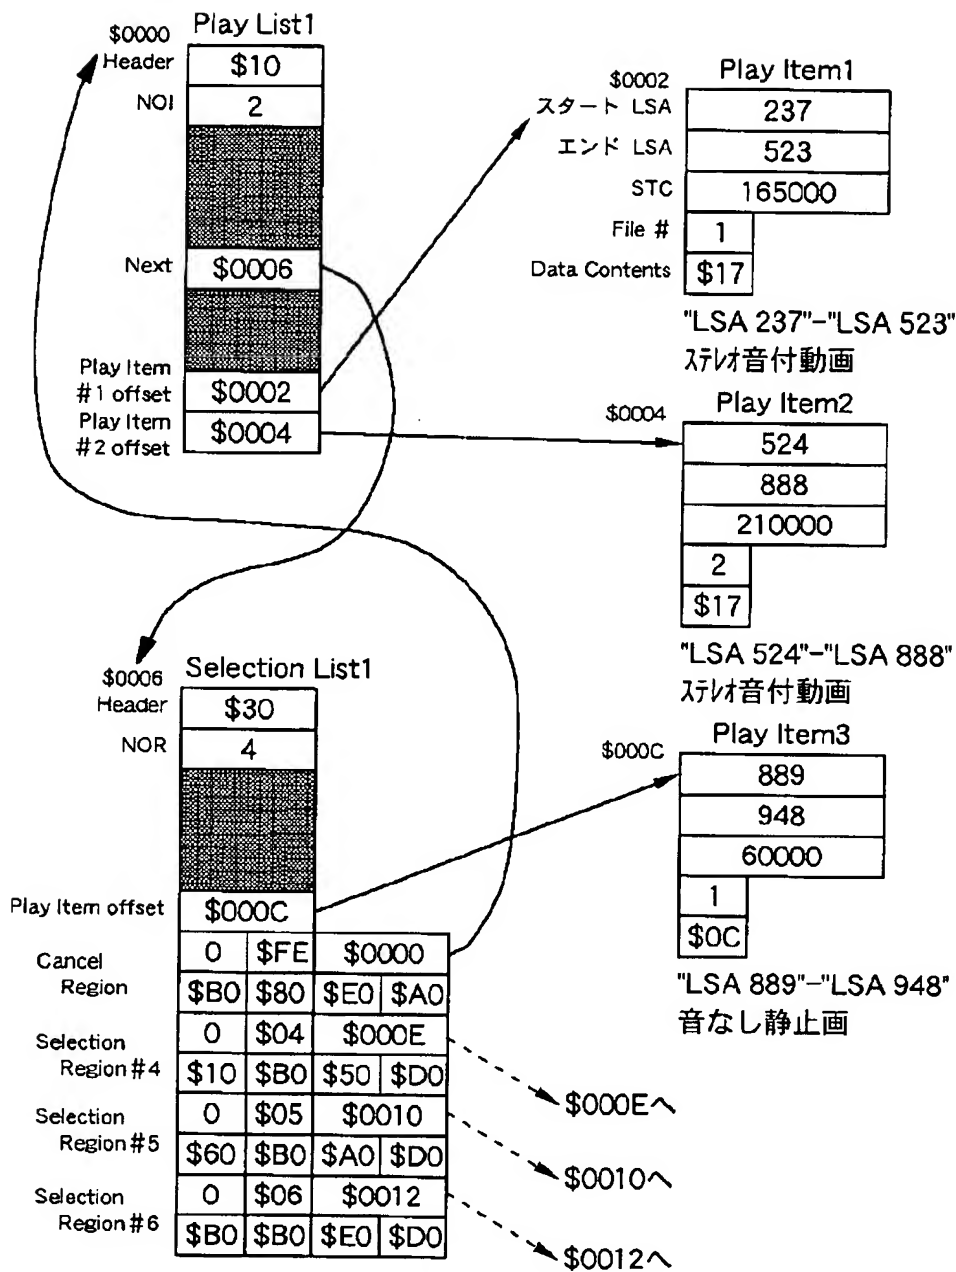 Play List1
$0000
Header $10
NOI 2
Next $0006
Play Item
#1 offset $0002
Play Item
#2 offset $0004
Play Item1
$0002
スタート LSA 237
エンド LSA 523
STC 165000
File # 1
Data Contents $17
"LSA 237"-"LSA 523"
ステレオ音付動画
Play Item2
$0004
524
888
210000
2
$17
"LSA 524"-"LSA 888"
ステレオ音付動画
Selection List1
$0006
Header $30
NOR 4
Play Item offset $000C
Cancel
Region
0 $FE $0000
$B0 $80 $E0 $A0
Selection
Region #4
0 $04 $000E
$10 $B0 $50 $D0
Selection
Region #5
0 $05 $0010
$60 $B0 $A0 $D0
Selection
Region #6
0 $06 $0012
$B0 $B0 $E0 $D0
Play Item3
$000C
889
948
60000
1
$0C
"LSA 889"-"LSA 948"
音なし静止画
$000Eへ
$0010へ
$0012へ